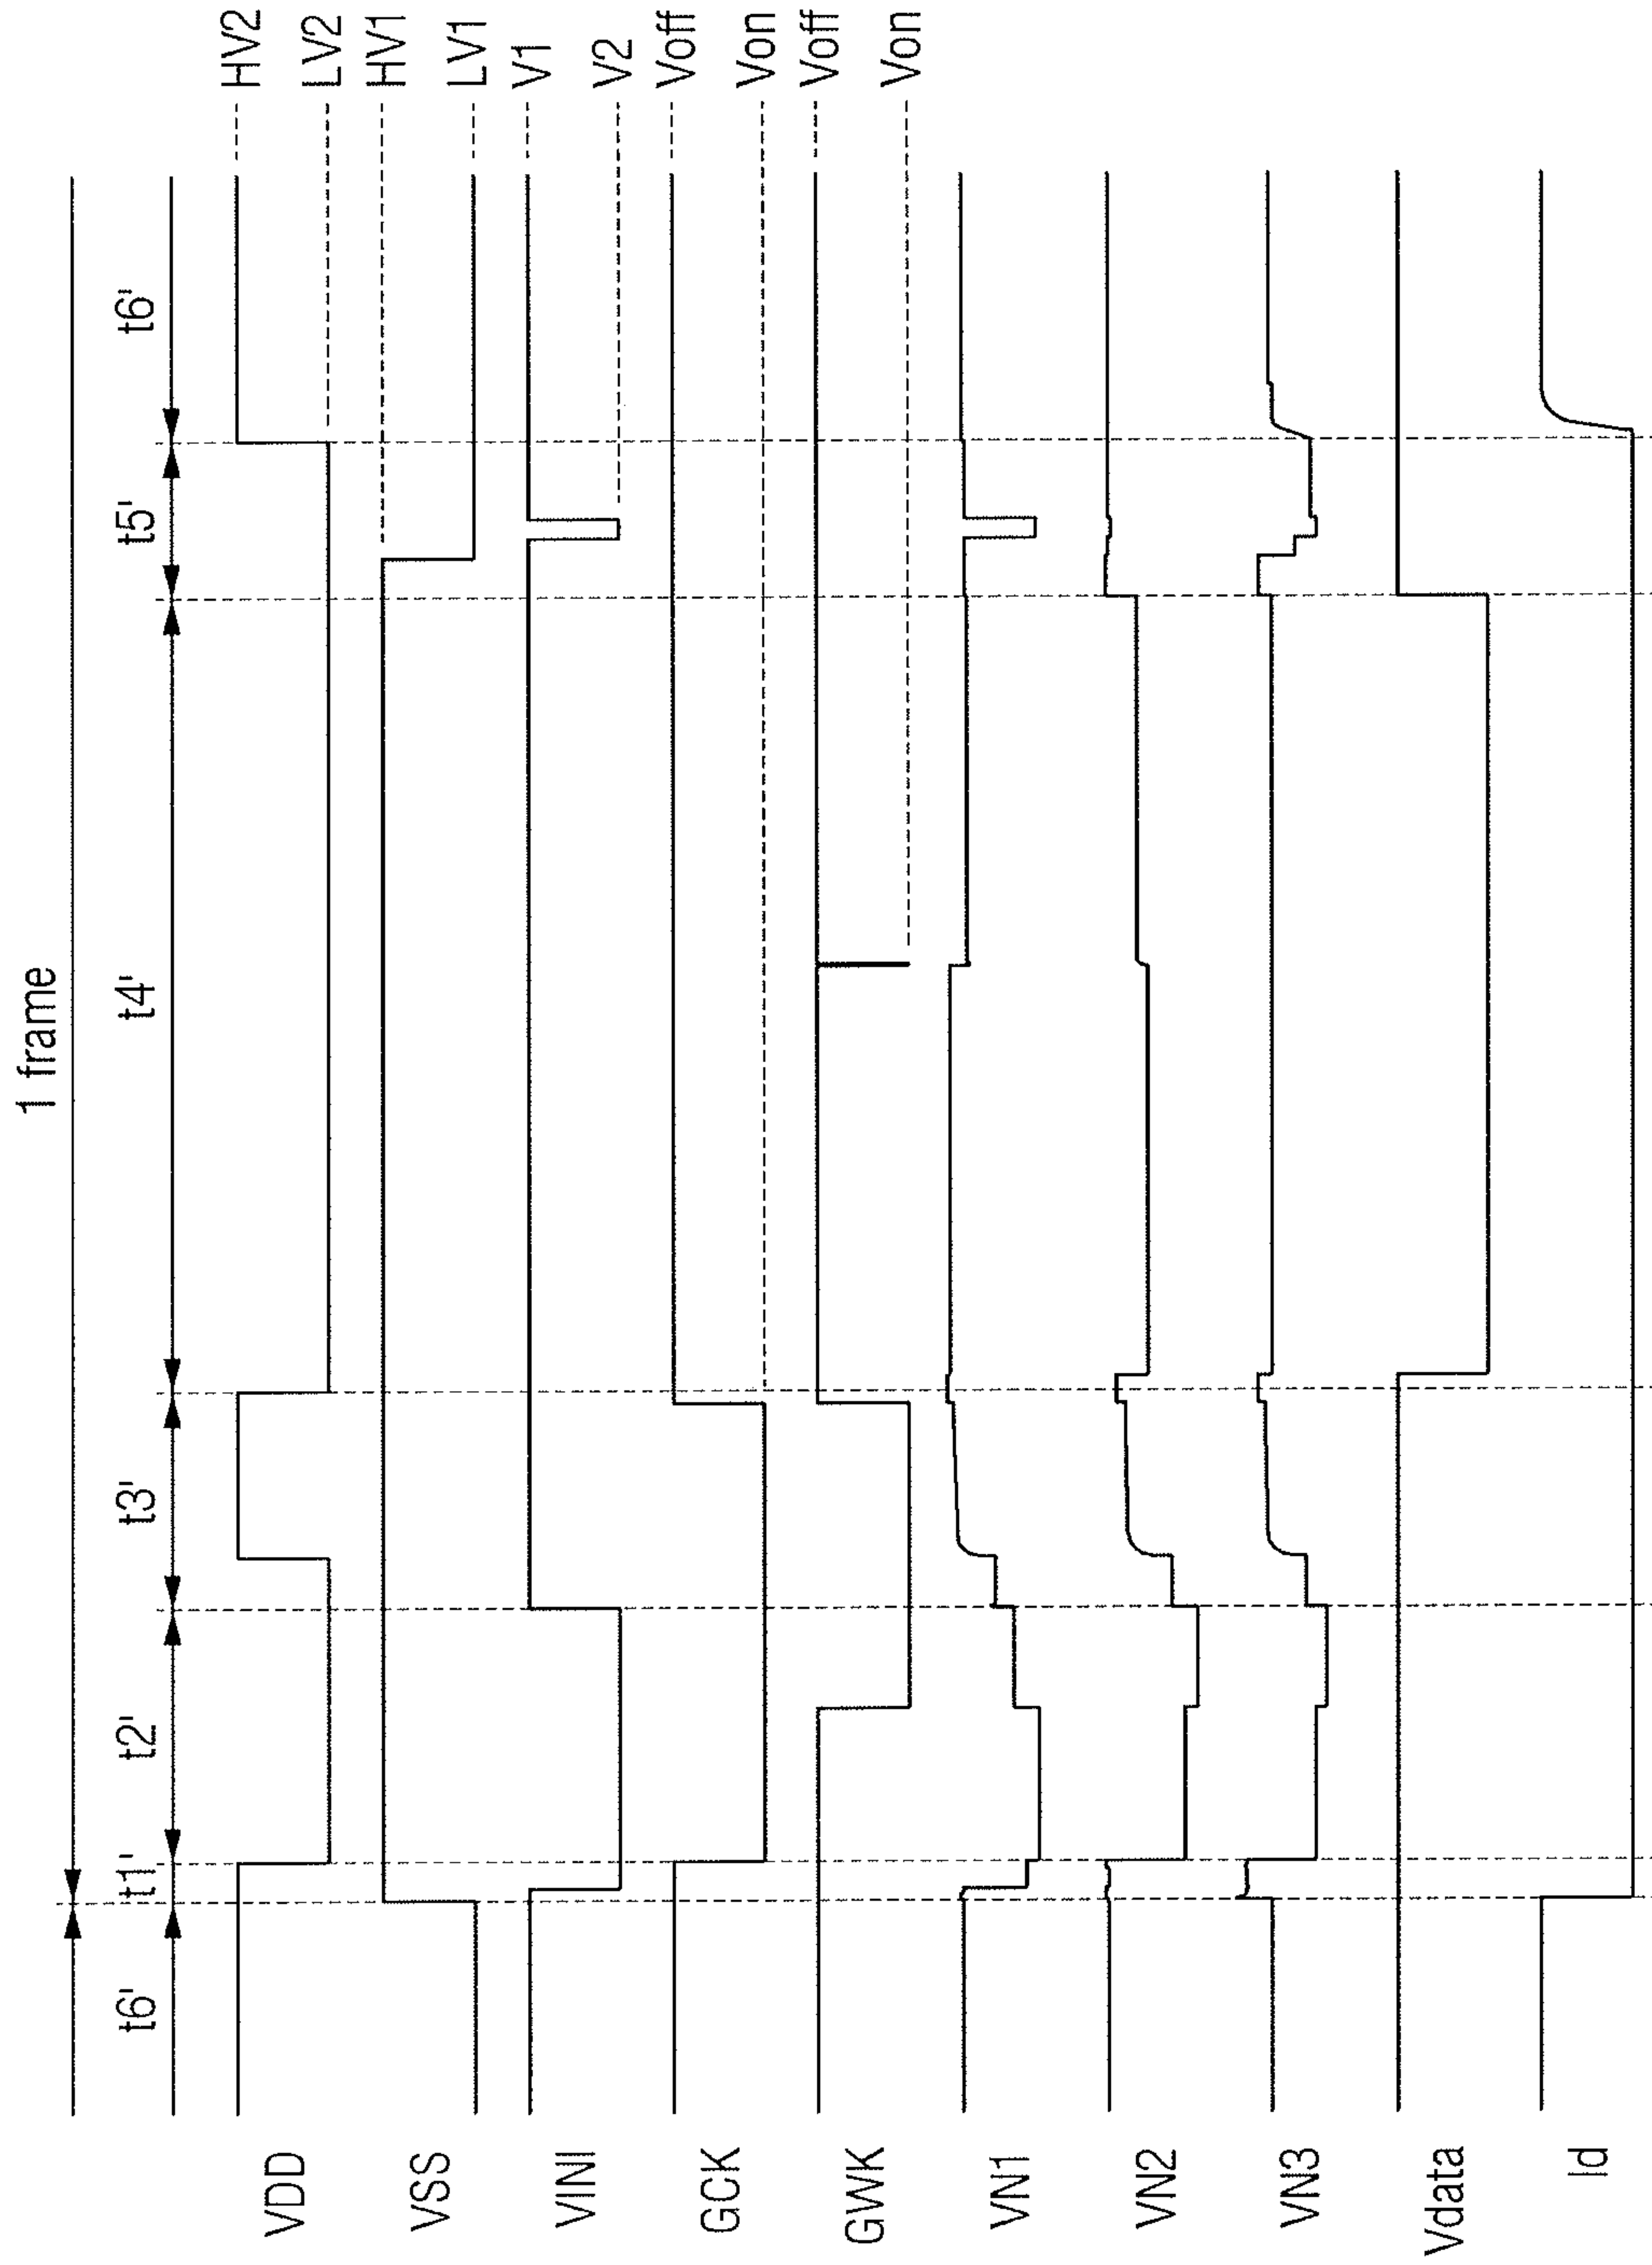 1 frame
t6'
t1'
t2'
t3'
t4'
t5'
t6'
VDD
HV2
LV2
VSS
HV1
LV1
VINI
V1
V2
GCK
Voff
Von
GWK
Voff
Von
VN1
VN2
VN3
Vdata
Id